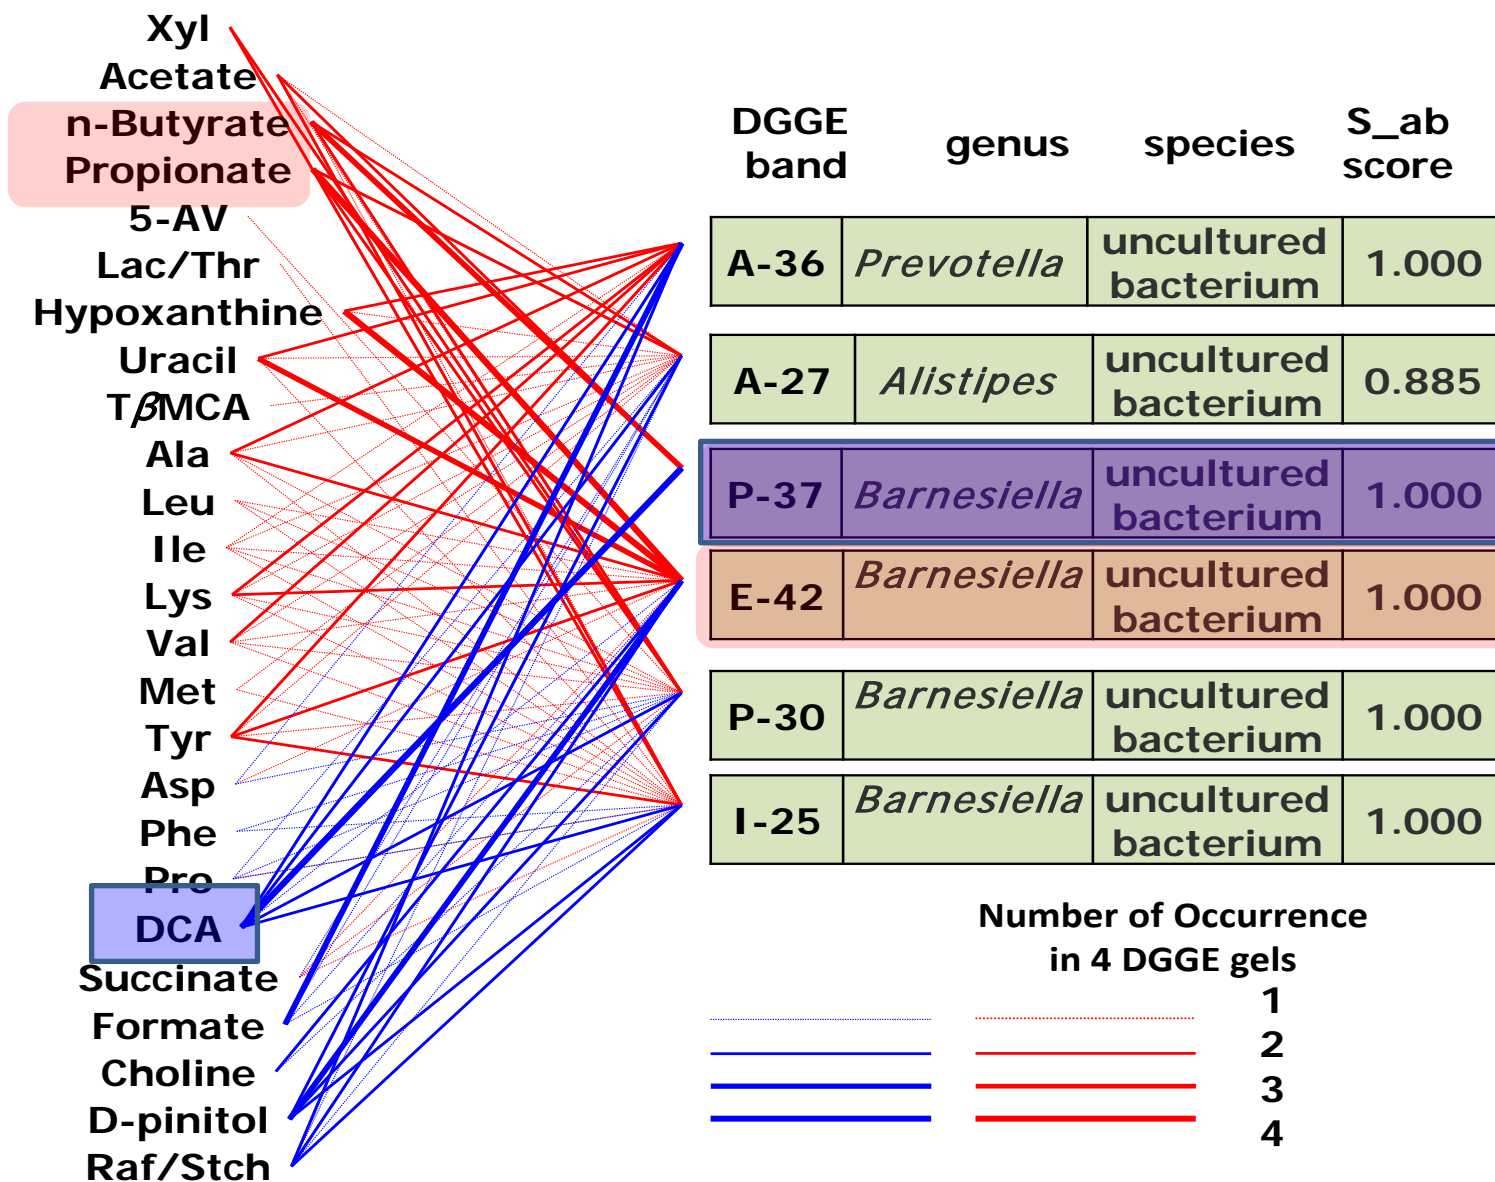 Xyl
Acetate
n-Butyrate
Propionate
5-AV
Lac/Thr
Hypoxanthine
Uracil
TβMCA
Ala
Leu
Ile
Lys
Val
Met
Tyr
Asp
Phe
Pro
DCA
Succinate
Formate
Choline
D-pinitol
Raf/Stch
DGGE band genus species S_ab score
A-36 Prevotella uncultured bacterium 1.000
A-27 Alistipes uncultured bacterium 0.885
P-37 Barnesiella uncultured bacterium 1.000
E-42 Barnesiella uncultured bacterium 1.000
P-30 Barnesiella uncultured bacterium 1.000
I-25 Barnesiella uncultured bacterium 1.000
Number of Occurrence
in 4 DGGE gels
1
2
3
4